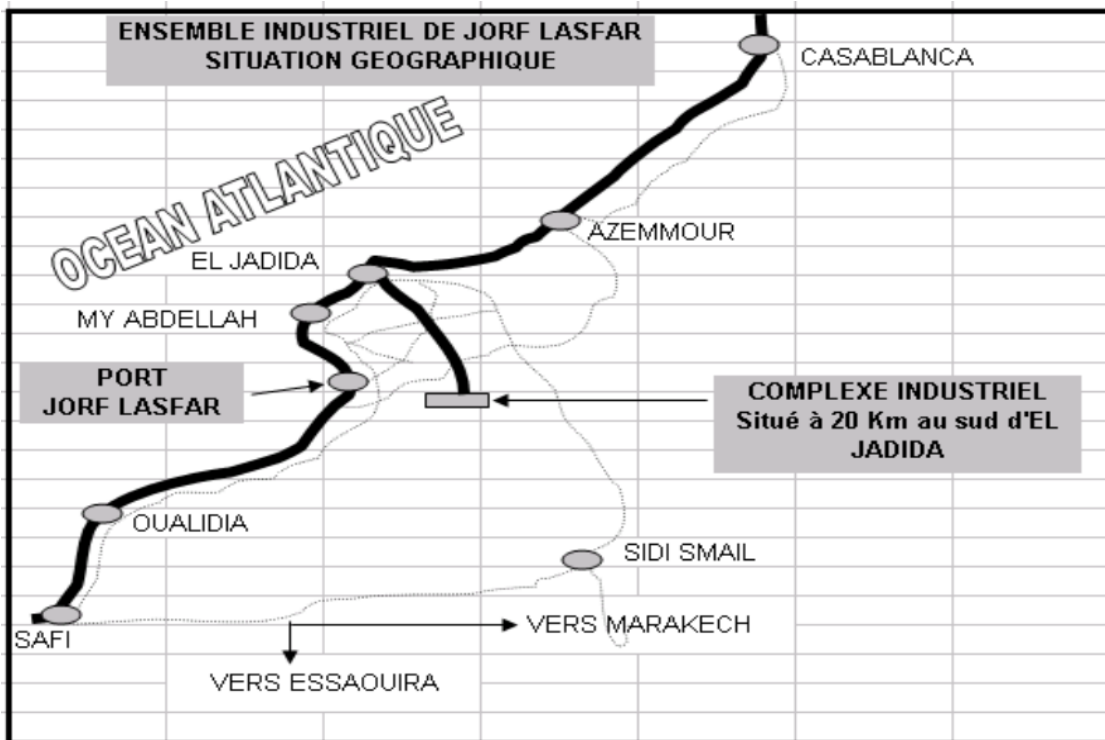 ENSEMBLE INDUSTRIEL DE JORF LASFAR
SITUATION GEOGRAPHIQUE
CASABLANCA
OCEAN ATLANTIQUE
AZEMMOUR
EL JADIDA
MY ABDELLAH
PORT
JORF LASFAR
COMPLEXE INDUSTRIEL
Situé à 20 Km au sud d'EL
JADIDA
OUALIDIA
SIDI SMAIL
VERS MARAKECH
SAFI
VERS ESSAOUIRA